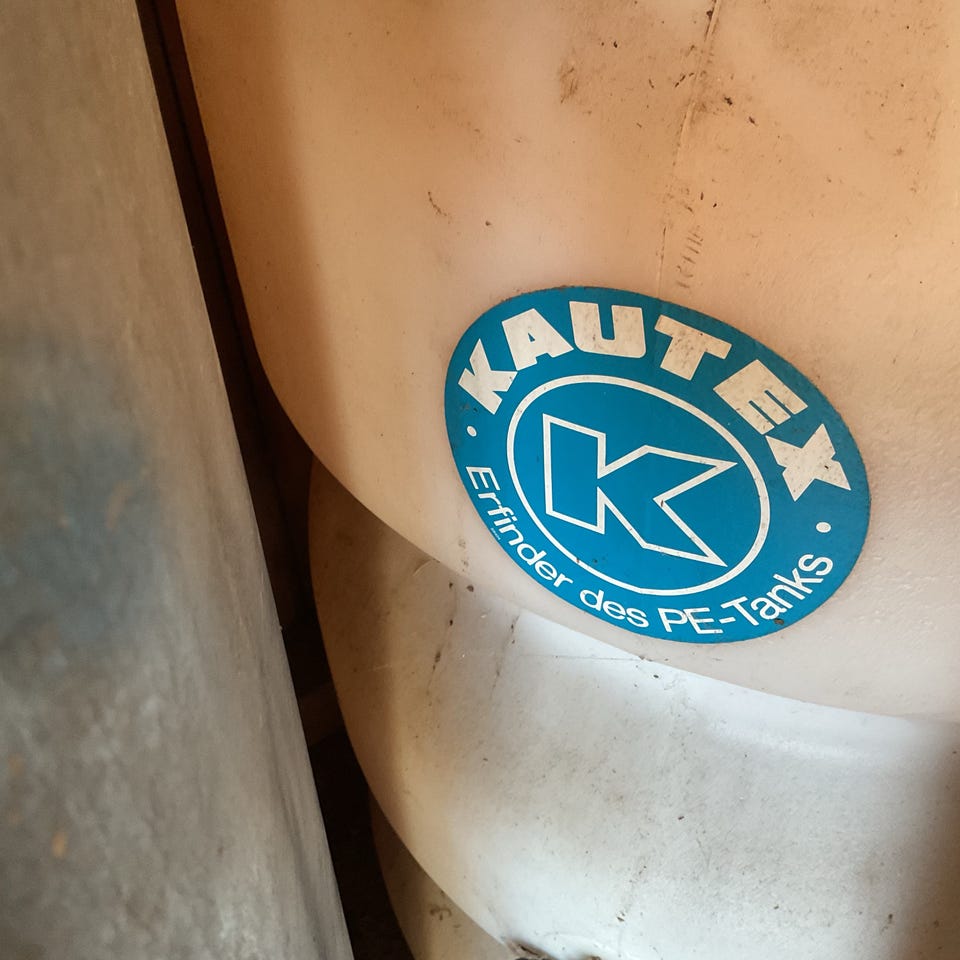 KAUTEX
K
Erfinder des PE-Tanks